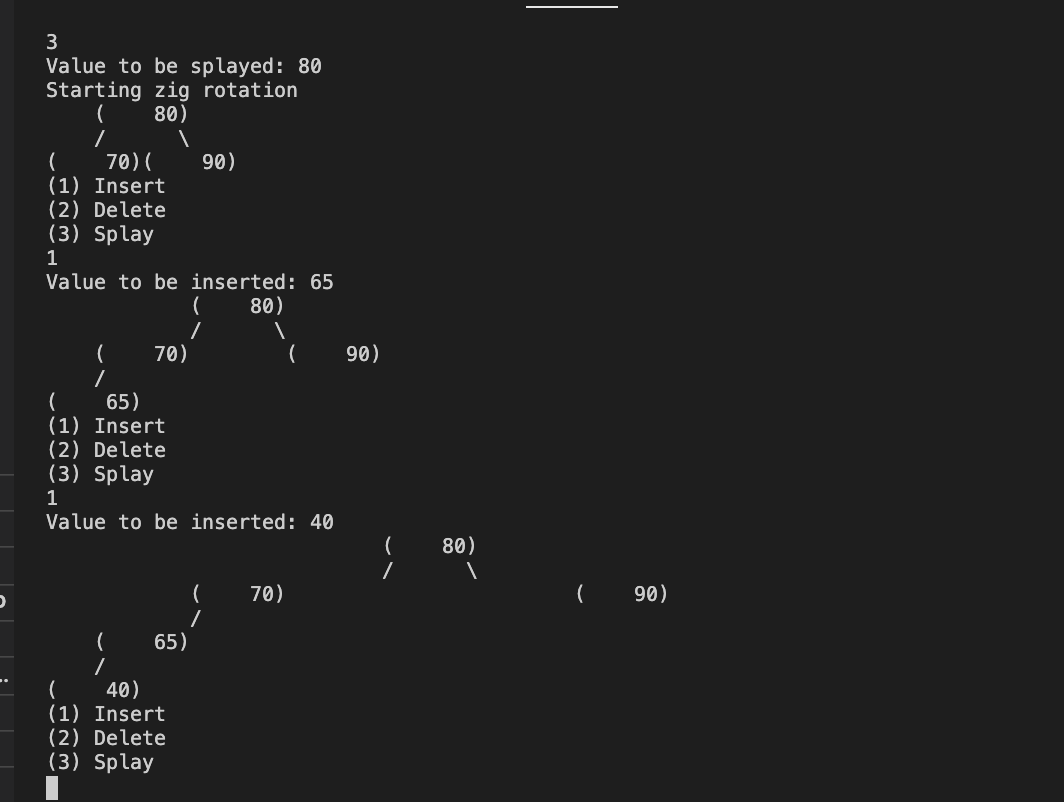 3
Value to be splayed: 80
Starting zig rotation
    (    80)
    /      \
(    70)(    90)
(1) Insert
(2) Delete
(3) Splay
1
Value to be inserted: 65
            (    80)
            /      \
    (    70)        (    90)
    /
(    65)
(1) Insert
(2) Delete
(3) Splay
1
Value to be inserted: 40
                            (    80)
                            /      \
            (    70)                        (    90)
            /
    (    65)
    /
(    40)
(1) Insert
(2) Delete
(3) Splay